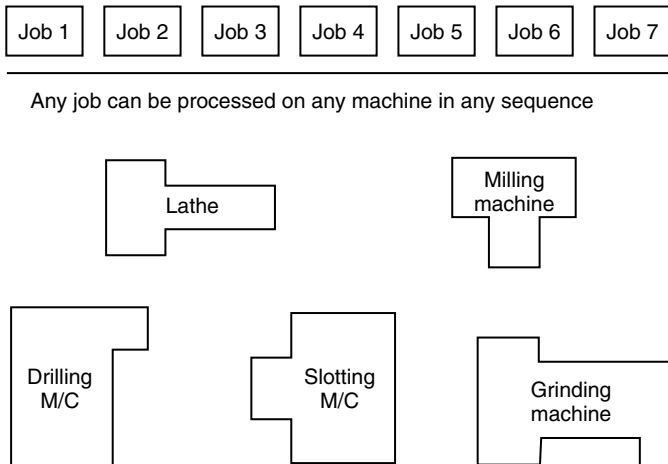 Job 1 Job 2 Job 3 Job 4 Job 5 Job 6 Job 7
Any job can be processed on any machine in any sequence
Lathe
Milling
machine
Drilling
M/C
Slotting
M/C
Grinding
machine